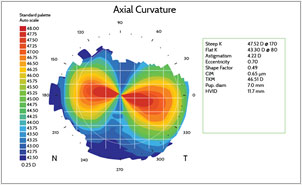 Axial Curvature
Standard palette
Auto scale
48.00
47.75
47.50
47.25
47.00
46.75
46.50
46.25
46.00
45.75
45.50
45.25
45.00
44.75
44.50
44.25
44.00
43.75
43.50
43.25
43.00
42.75
42.50
0.25 D
90
N
T
270
Steep K 47.52 D @ 170
Flat K 43.30 D @ 80
Astigmatism 4.22 D
Eccentricity 0.70
Shape Factor 0.49
CIM 0.65 μm
TKM 46.51 D
Pup. diam 7.0 mm
HVID 11.7 mm